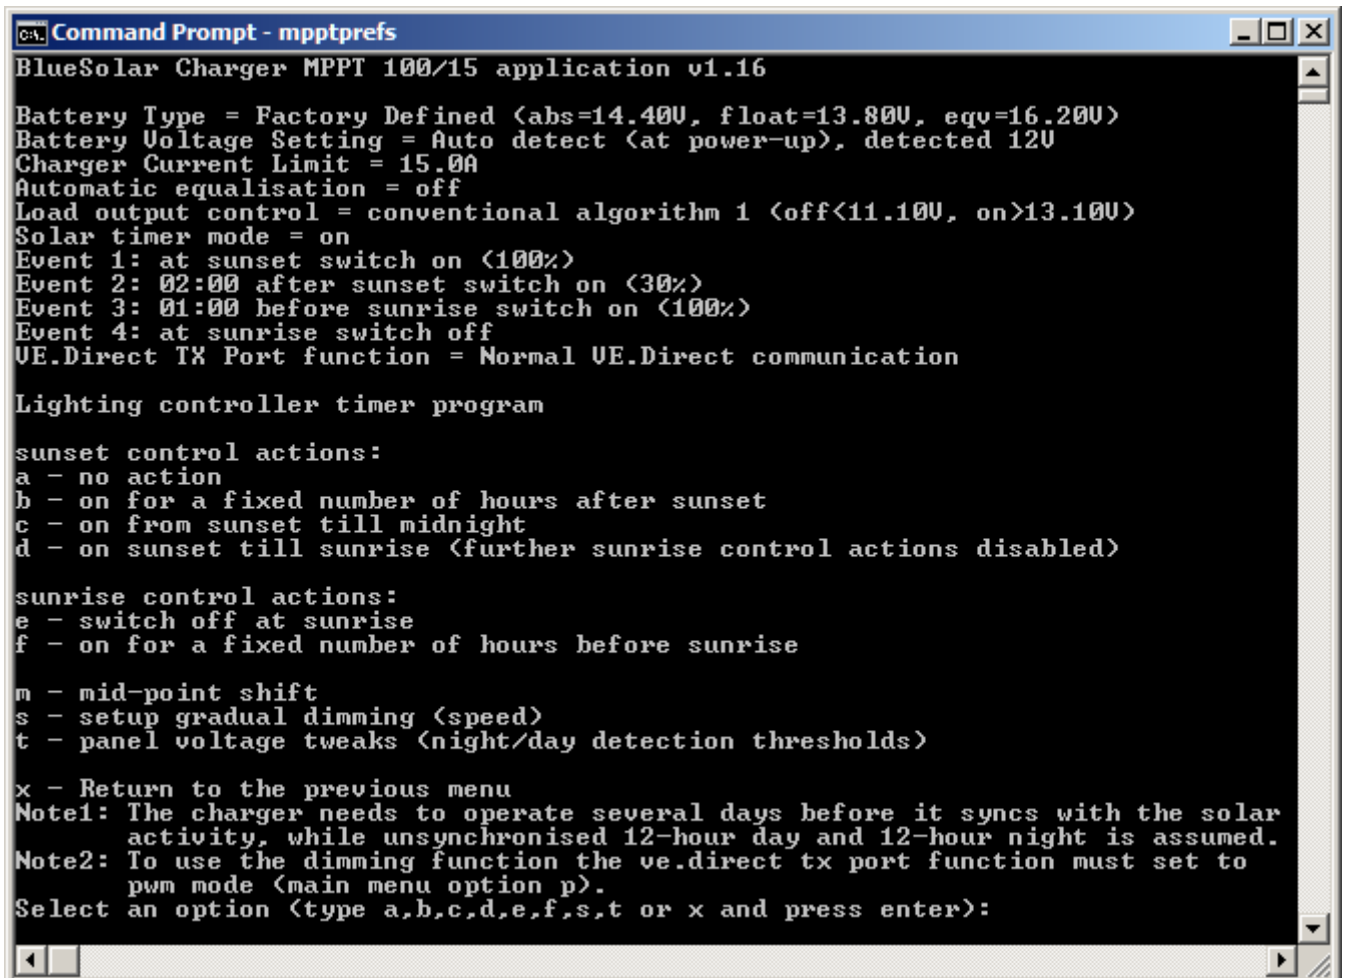 Command Prompt - mpptprefs
BlueSolar Charger MPPT 100/15 application v1.16
Battery Type = Factory Defined (abs=14.40V, float=13.80V, eqv=16.20V)
Battery Voltage Setting = Auto detect (at power-up), detected 12V
Charger Current Limit = 15.0A
Automatic equalisation = off
Load output control = conventional algorithm 1 (off<11.10V, on>13.10V)
Solar timer mode = on
Event 1: at sunset switch on (100%)
Event 2: 02:00 after sunset switch on (30%)
Event 3: 01:00 before sunrise switch on (100%)
Event 4: at sunrise switch off
VE.Direct TX Port function = Normal VE.Direct communication
Lighting controller timer program
sunset control actions:
a - no action
b - on for a fixed number of hours after sunset
c - on from sunset till midnight
d - on sunset till sunrise (further sunrise control actions disabled)
sunrise control actions:
e - switch off at sunrise
f - on for a fixed number of hours before sunrise
m - mid-point shift
s - setup gradual dimming (speed)
t - panel voltage tweaks (night/day detection thresholds)
x - Return to the previous menu
Note1: The charger needs to operate several days before it syncs with the solar
activity, while unsynchronised 12-hour day and 12-hour night is assumed.
Note2: To use the dimming function the ve.direct tx port function must set to
pwm mode (main menu option p).
Select an option (type a,b,c,d,e,f,s,t or x and press enter):